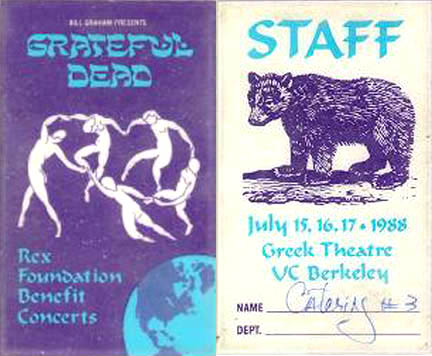 BILL GRAHAM PRESENTS
GRATEFUL
DEAD
Rex
Foundation
Benefit
Concerts
STAFF
July 15, 16, 17 • 1988
Greek Theatre
UC Berkeley
NAME Catering # 3
DEPT.